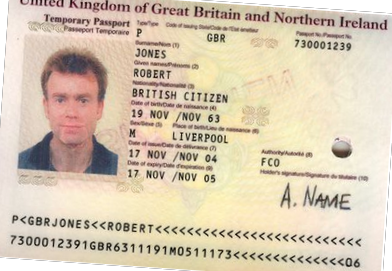 United Kingdom of Great Britain and Northern Ireland
Temporary Passport Type/Type Date of issuing State/Code de l'Etat émetteur Passport No/Passeport No
Passeport Temporaire P GBR 730001239
Surname/Nom (1)
JONES
Given names/Prénoms (2)
ROBERT
Nationality/Nationalité (3)
BRITISH CITIZEN
Date of birth/Date de naissance (4)
19 NOV /NOV 63
Sex/Sexe (5) Place of birth/Lieu de naissance (6)
M LIVERPOOL
Date of issue/Date de délivrance (7) Authority/Autorité (8)
17 NOV /NOV 04 FCO
Date of expiry/Date d'expiration (9) Holder's signature/Signature du titulaire (10)
17 NOV /NOV 05
A. NAME
P<GBRJONES<<ROBERT<<<<<<<<<<<<<<<<<<<<<<<<<<
7300012391GBR6311191M0511173<<<<<<<<<<<<<<06